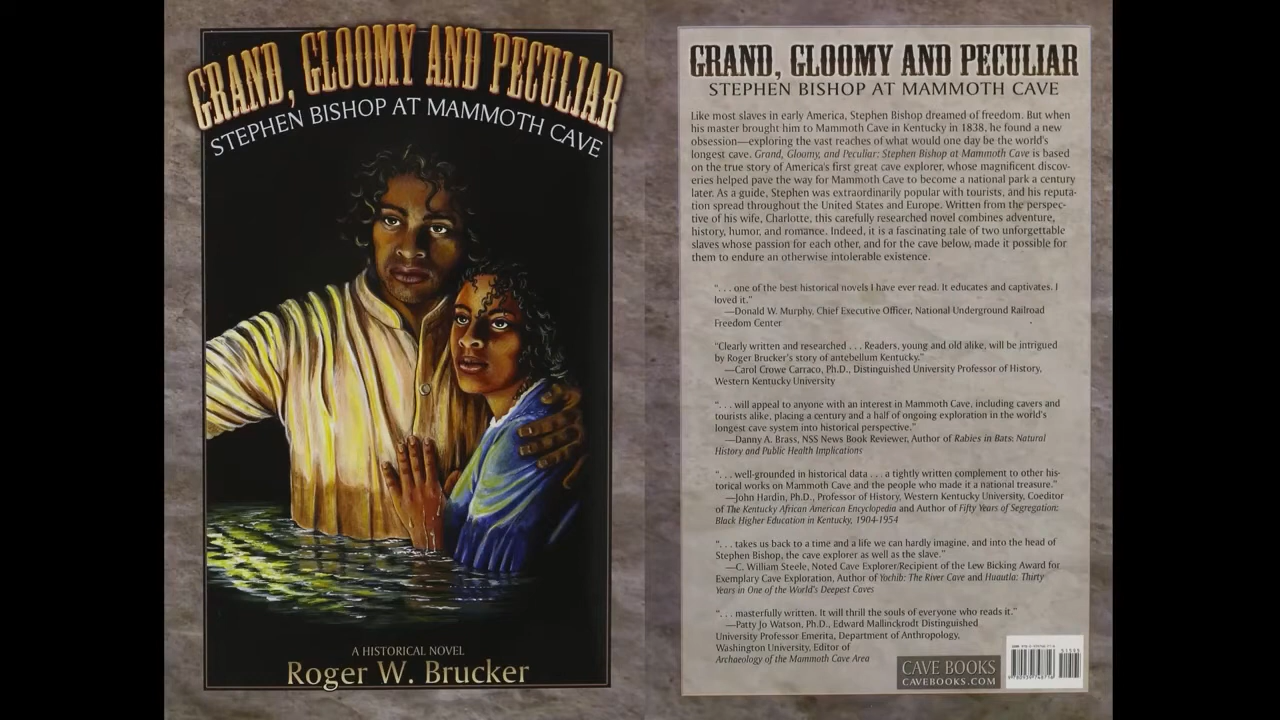 GRAND, GLOOMY AND PECULIAR
STEPHEN BISHOP AT MAMMOTH CAVE
A HISTORICAL NOVEL
Roger W. Brucker
GRAND, GLOOMY AND PECULIAR
STEPHEN BISHOP AT MAMMOTH CAVE
Like most slaves in early America, Stephen Bishop dreamed of freedom. But when
his master brought him to Mammoth Cave in Kentucky in 1838, he found a new
obsession—exploring the vast reaches of what would one day be the world's
longest cave. Grand, Gloomy, and Peculiar: Stephen Bishop at Mammoth Cave is based
on the true story of America's first great cave explorer, whose magnificent discov-
eries helped pave the way for Mammoth Cave to become a national park a century
later. As a guide, Stephen was extraordinarily popular with tourists, and his reputa-
tion spread throughout the United States and Europe. Written from the perspec-
tive of his wife, Charlotte, this carefully researched novel combines adventure,
history, humor, and romance. Indeed, it is a fascinating tale of two unforgettable
slaves whose passion for each other, and for the cave below, made it possible for
them to endure an otherwise intolerable existence.
". . . one of the best historical novels I have ever read. It educates and captivates. I
loved it."
—Donald W. Murphy, Chief Executive Officer, National Underground Railroad
Freedom Center
"Clearly written and researched . . . Readers, young and old alike, will be intrigued
by Roger Brucker's story of antebellum Kentucky."
—Carol Crowe Carraco, Ph.D., Distinguished University Professor of History,
Western Kentucky University
". . . will appeal to anyone with an interest in Mammoth Cave, including cavers and
tourists alike, placing a century and a half of ongoing exploration in the world's
longest cave system into historical perspective."
—Danny A. Brass, NSS News Book Reviewer, Author of Rabies in Bats: Natural
History and Public Health Implications
". . . well-grounded in historical data . . . a tightly written complement to other his-
torical works on Mammoth Cave and the people who made it a national treasure."
—John Hardin, Ph.D., Professor of History, Western Kentucky University, Coeditor
of The Kentucky African American Encyclopedia and Author of Fifty Years of Segregation:
Black Higher Education in Kentucky, 1904-1954
". . . takes us back to a time and a life we can hardly imagine, and into the head of
Stephen Bishop, the cave explorer as well as the slave."
—C. William Steele, Noted Cave Explorer/Recipient of the Lew Bicking Award for
Exemplary Cave Exploration, Author of Yochib: The River Cave and Huautla: Thirty
Years in One of the World's Deepest Caves
". . . masterfully written. It will thrill the souls of everyone who reads it."
—Patty Jo Watson, Ph.D., Edward Mallinckrodt Distinguished
University Professor Emerita, Department of Anthropology,
Washington University, Editor of
Archaeology of the Mammoth Cave Area
CAVE BOOKS
CAVEBOOKS.COM